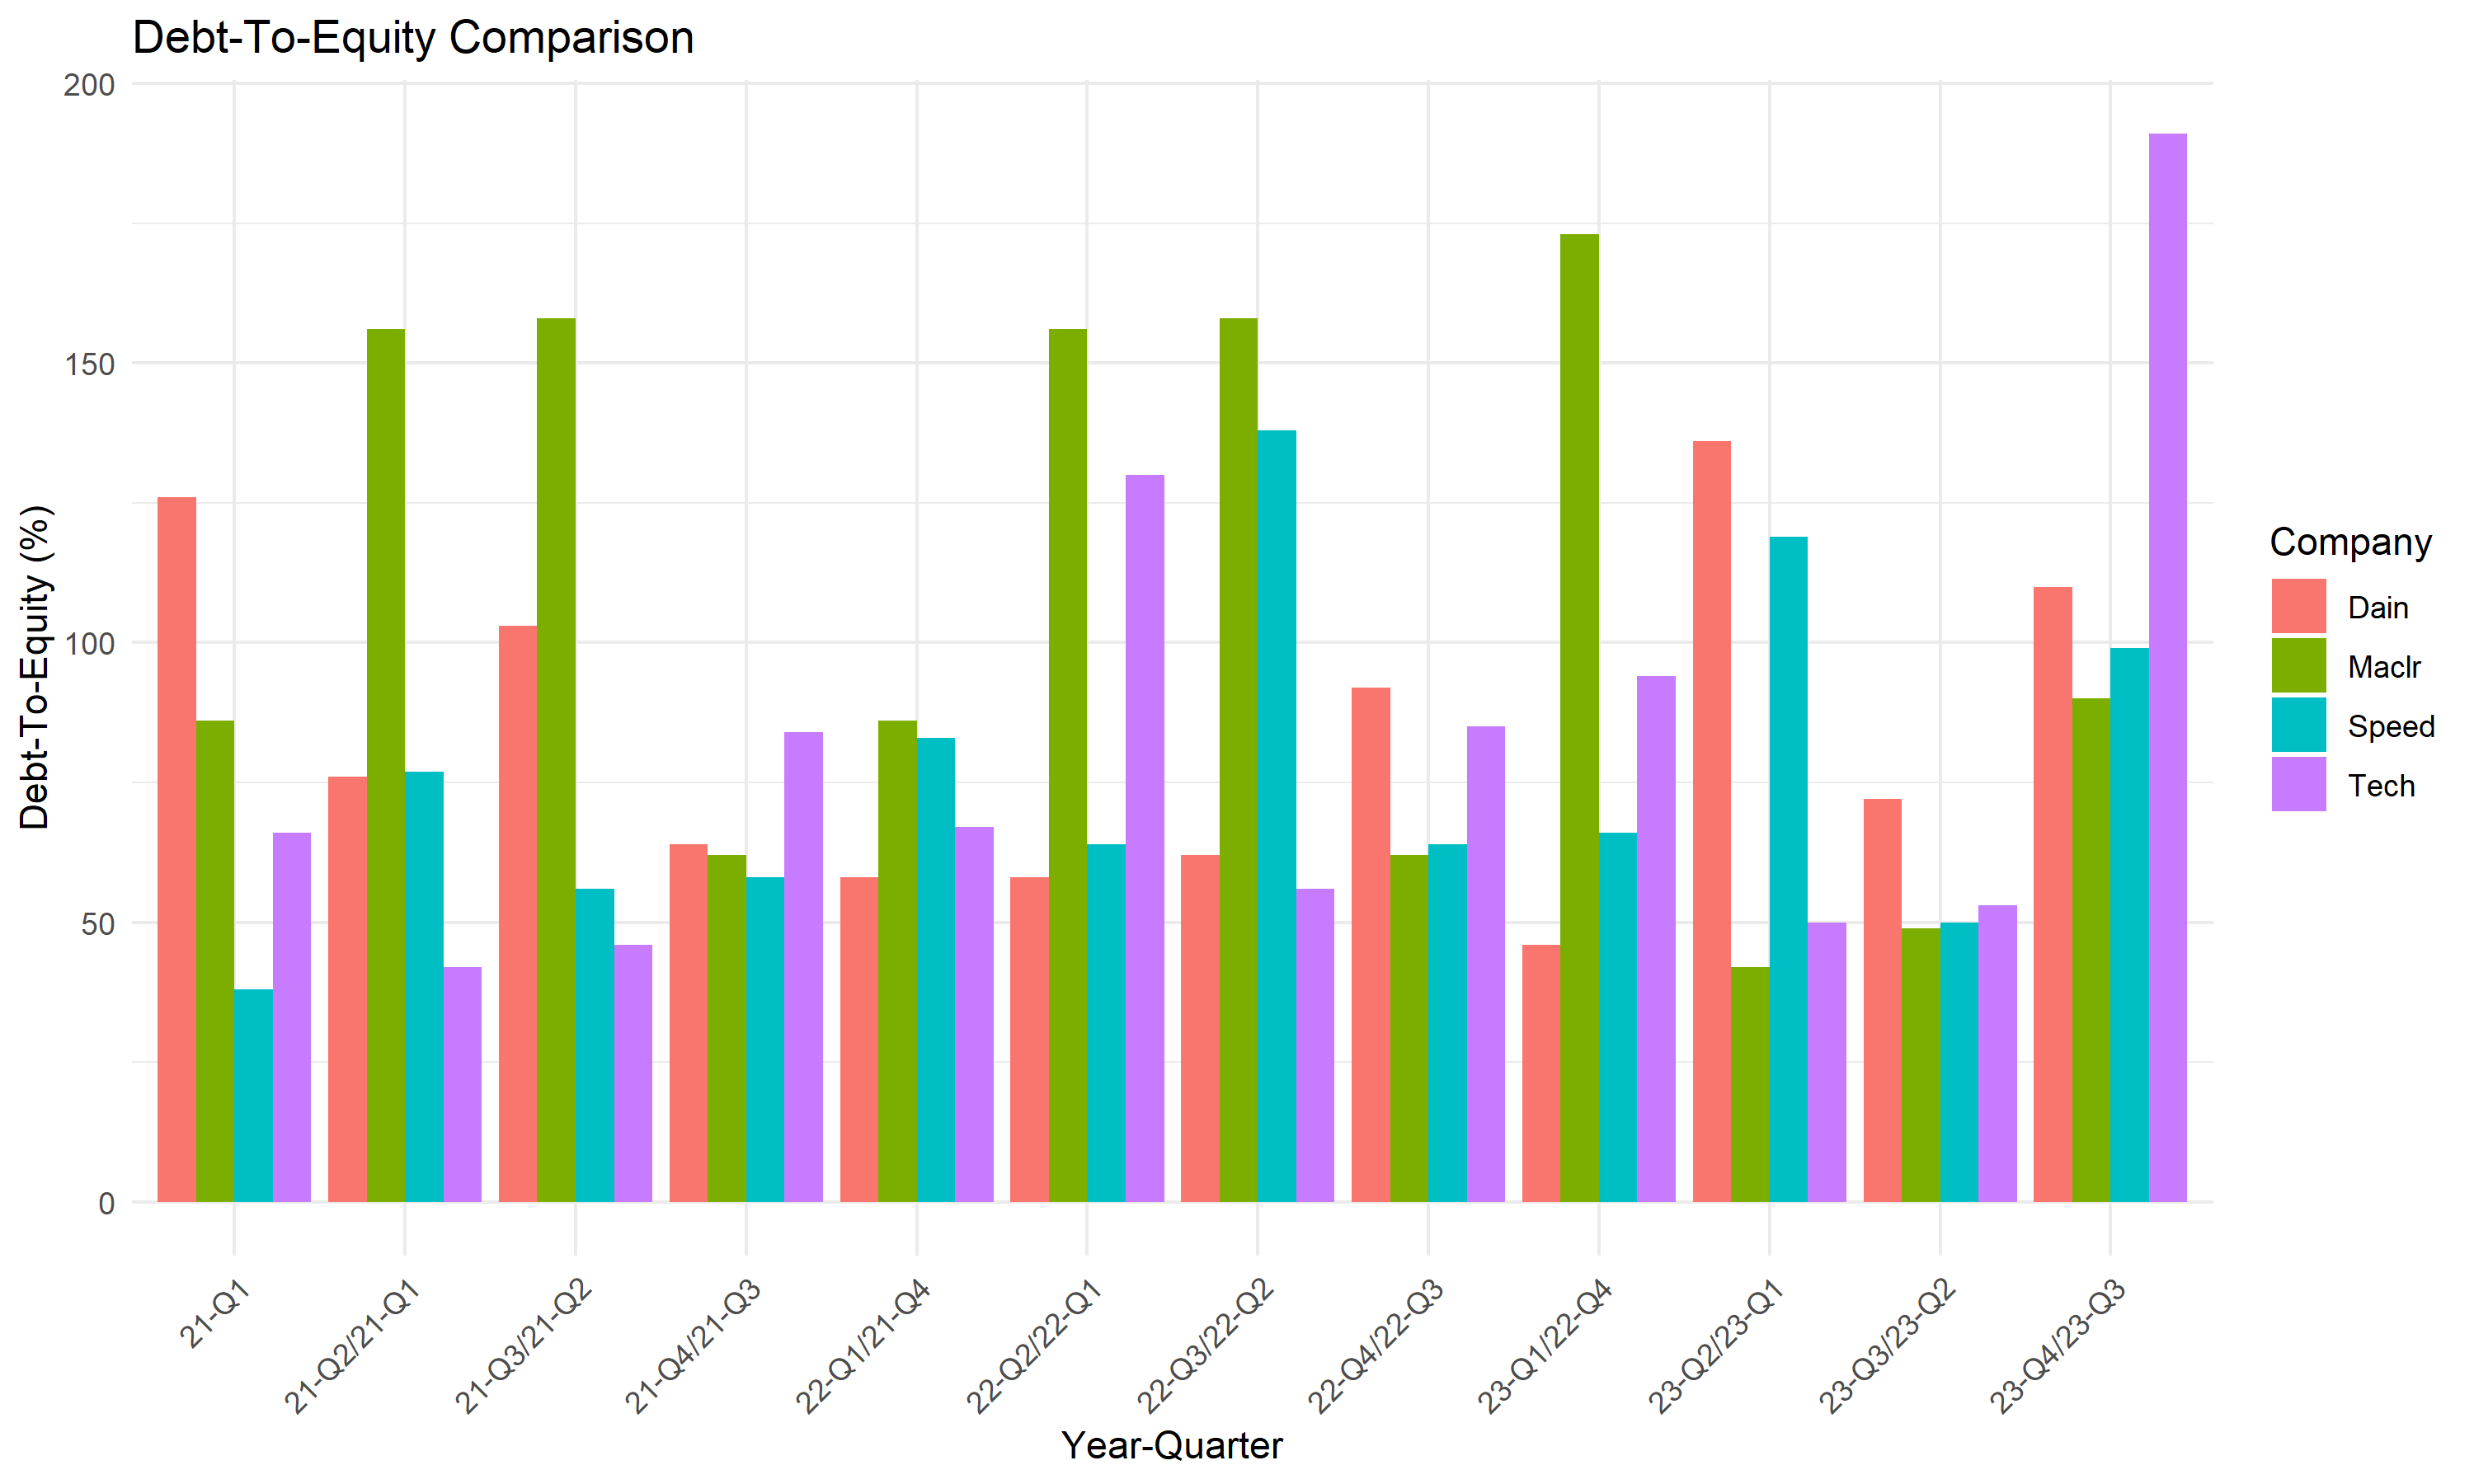 Debt-To-Equity Comparison
Debt-To-Equity (%)
200
150
100
50
0
21-Q1
21-Q2/21-Q1
21-Q3/21-Q2
21-Q4/21-Q3
22-Q1/21-Q4
22-Q2/22-Q1
22-Q3/22-Q2
22-Q4/22-Q3
23-Q1/22-Q4
23-Q2/23-Q1
23-Q3/23-Q2
23-Q4/23-Q3
Year-Quarter
Company
Dain
Maclr
Speed
Tech